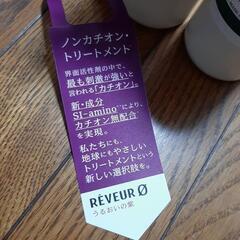 ノンカチオン・
トリートメント
界面活性剤の中で、
最も刺激が強いと
言われる「カチオン」。
新・成分
SI-aminoにより、
カチオン無配合
を実現。
私たちにも、
地球にもやさしい
トリートメントという
新しい選択肢を。
RÊVEUR Ø
うるおいの紫